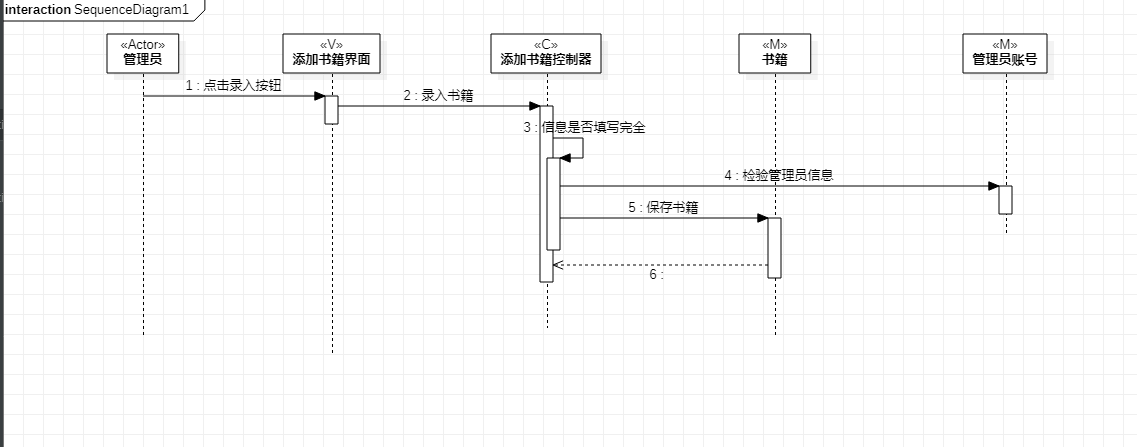 interaction SequenceDiagram1
«Actor»
管理员
«V»
添加书籍界面
«C»
添加书籍控制器
«M»
书籍
«M»
管理员账号
1 : 点击录入按钮
2 : 录入书籍
3 : 信息是否填写完全
4 : 检验管理员信息
5 : 保存书籍
6 :